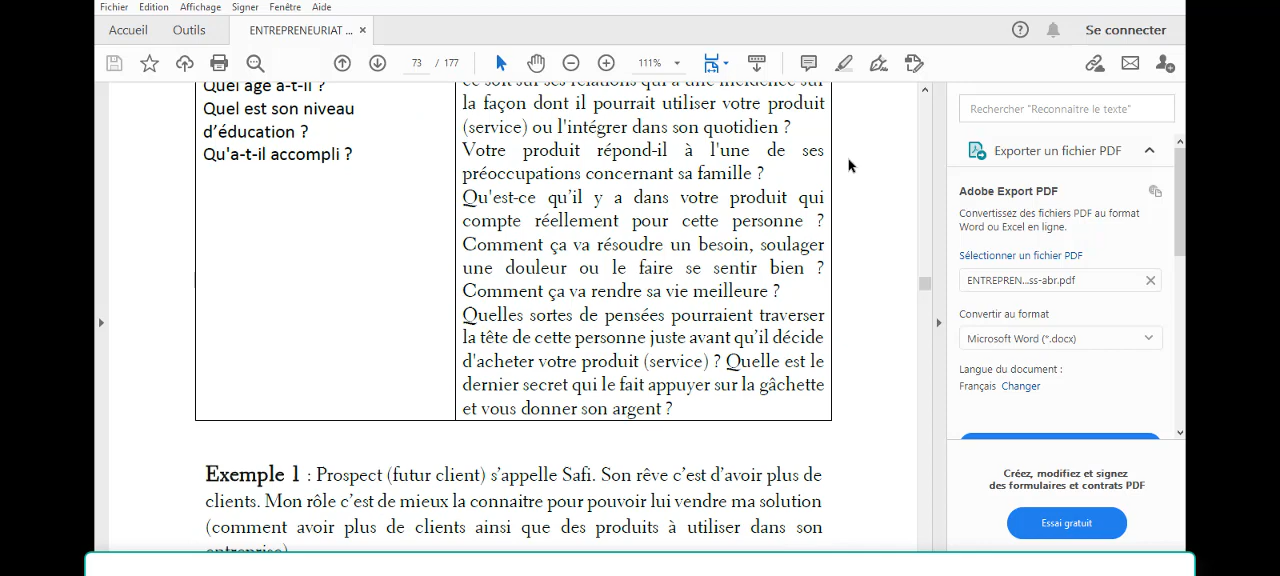 Fichier Edition Affichage Signer Fenêtre Aide
Accueil Outils ENTREPRENEURIAT ... × Se connecter
73 / 177 111%
Quel âge a-t-il ?
Quel est son niveau
d’éducation ?
Qu'a-t-il accompli ?
ce soit sur ses relations qui a une incidence sur
la façon dont il pourrait utiliser votre produit
(service) ou l'intégrer dans son quotidien ?
Votre produit répond-il à l'une de ses
préoccupations concernant sa famille ?
Qu'est-ce qu’il y a dans votre produit qui
compte réellement pour cette personne ?
Comment ça va résoudre un besoin, soulager
une douleur ou le faire se sentir bien ?
Comment ça va rendre sa vie meilleure ?
Quelles sortes de pensées pourraient traverser
la tête de cette personne juste avant qu’il décide
d'acheter votre produit (service) ? Quelle est le
dernier secret qui le fait appuyer sur la gâchette
et vous donner son argent ?
Exemple 1 : Prospect (futur client) s’appelle Safi. Son rêve c’est d’avoir plus de
clients. Mon rôle c’est de mieux la connaitre pour pouvoir lui vendre ma solution
(comment avoir plus de clients ainsi que des produits à utiliser dans son
entreprise)
Rechercher "Reconnaître le texte"
Exporter un fichier PDF
Adobe Export PDF
Convertissez des fichiers PDF au format
Word ou Excel en ligne.
Sélectionner un fichier PDF
ENTREPREN...ss-abr.pdf
Convertir au format
Microsoft Word (*.docx)
Langue du document :
Français Changer
Créez, modifiez et signez
des formulaires et contrats PDF
Essai gratuit